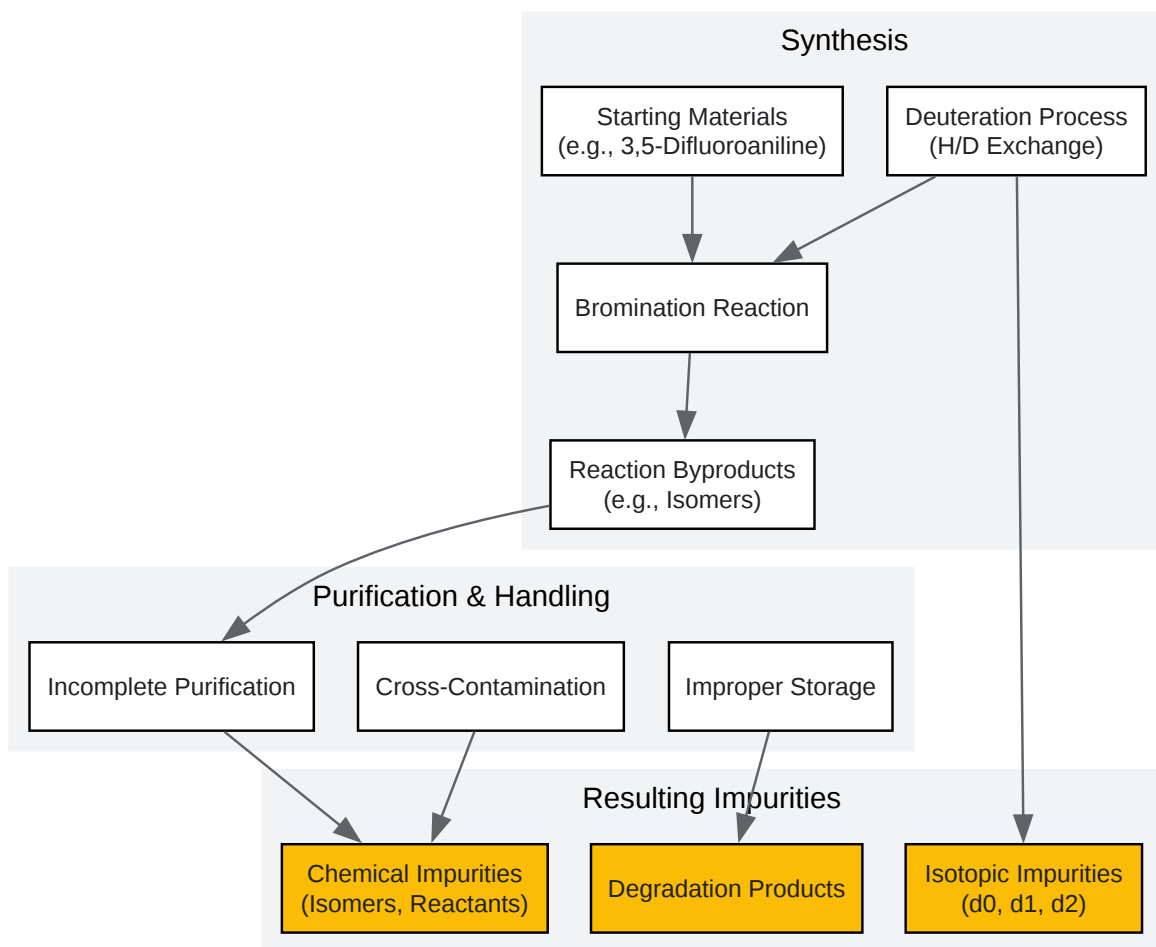 Synthesis
Starting Materials
(e.g., 3,5-Difluoroaniline)
Deuteration Process
(H/D Exchange)
Bromination Reaction
Reaction Byproducts
(e.g., Isomers)
Purification & Handling
Incomplete Purification
Cross-Contamination
Improper Storage
Resulting Impurities
Chemical Impurities
(Isomers, Reactants)
Degradation Products
Isotopic Impurities
(d0, d1, d2)